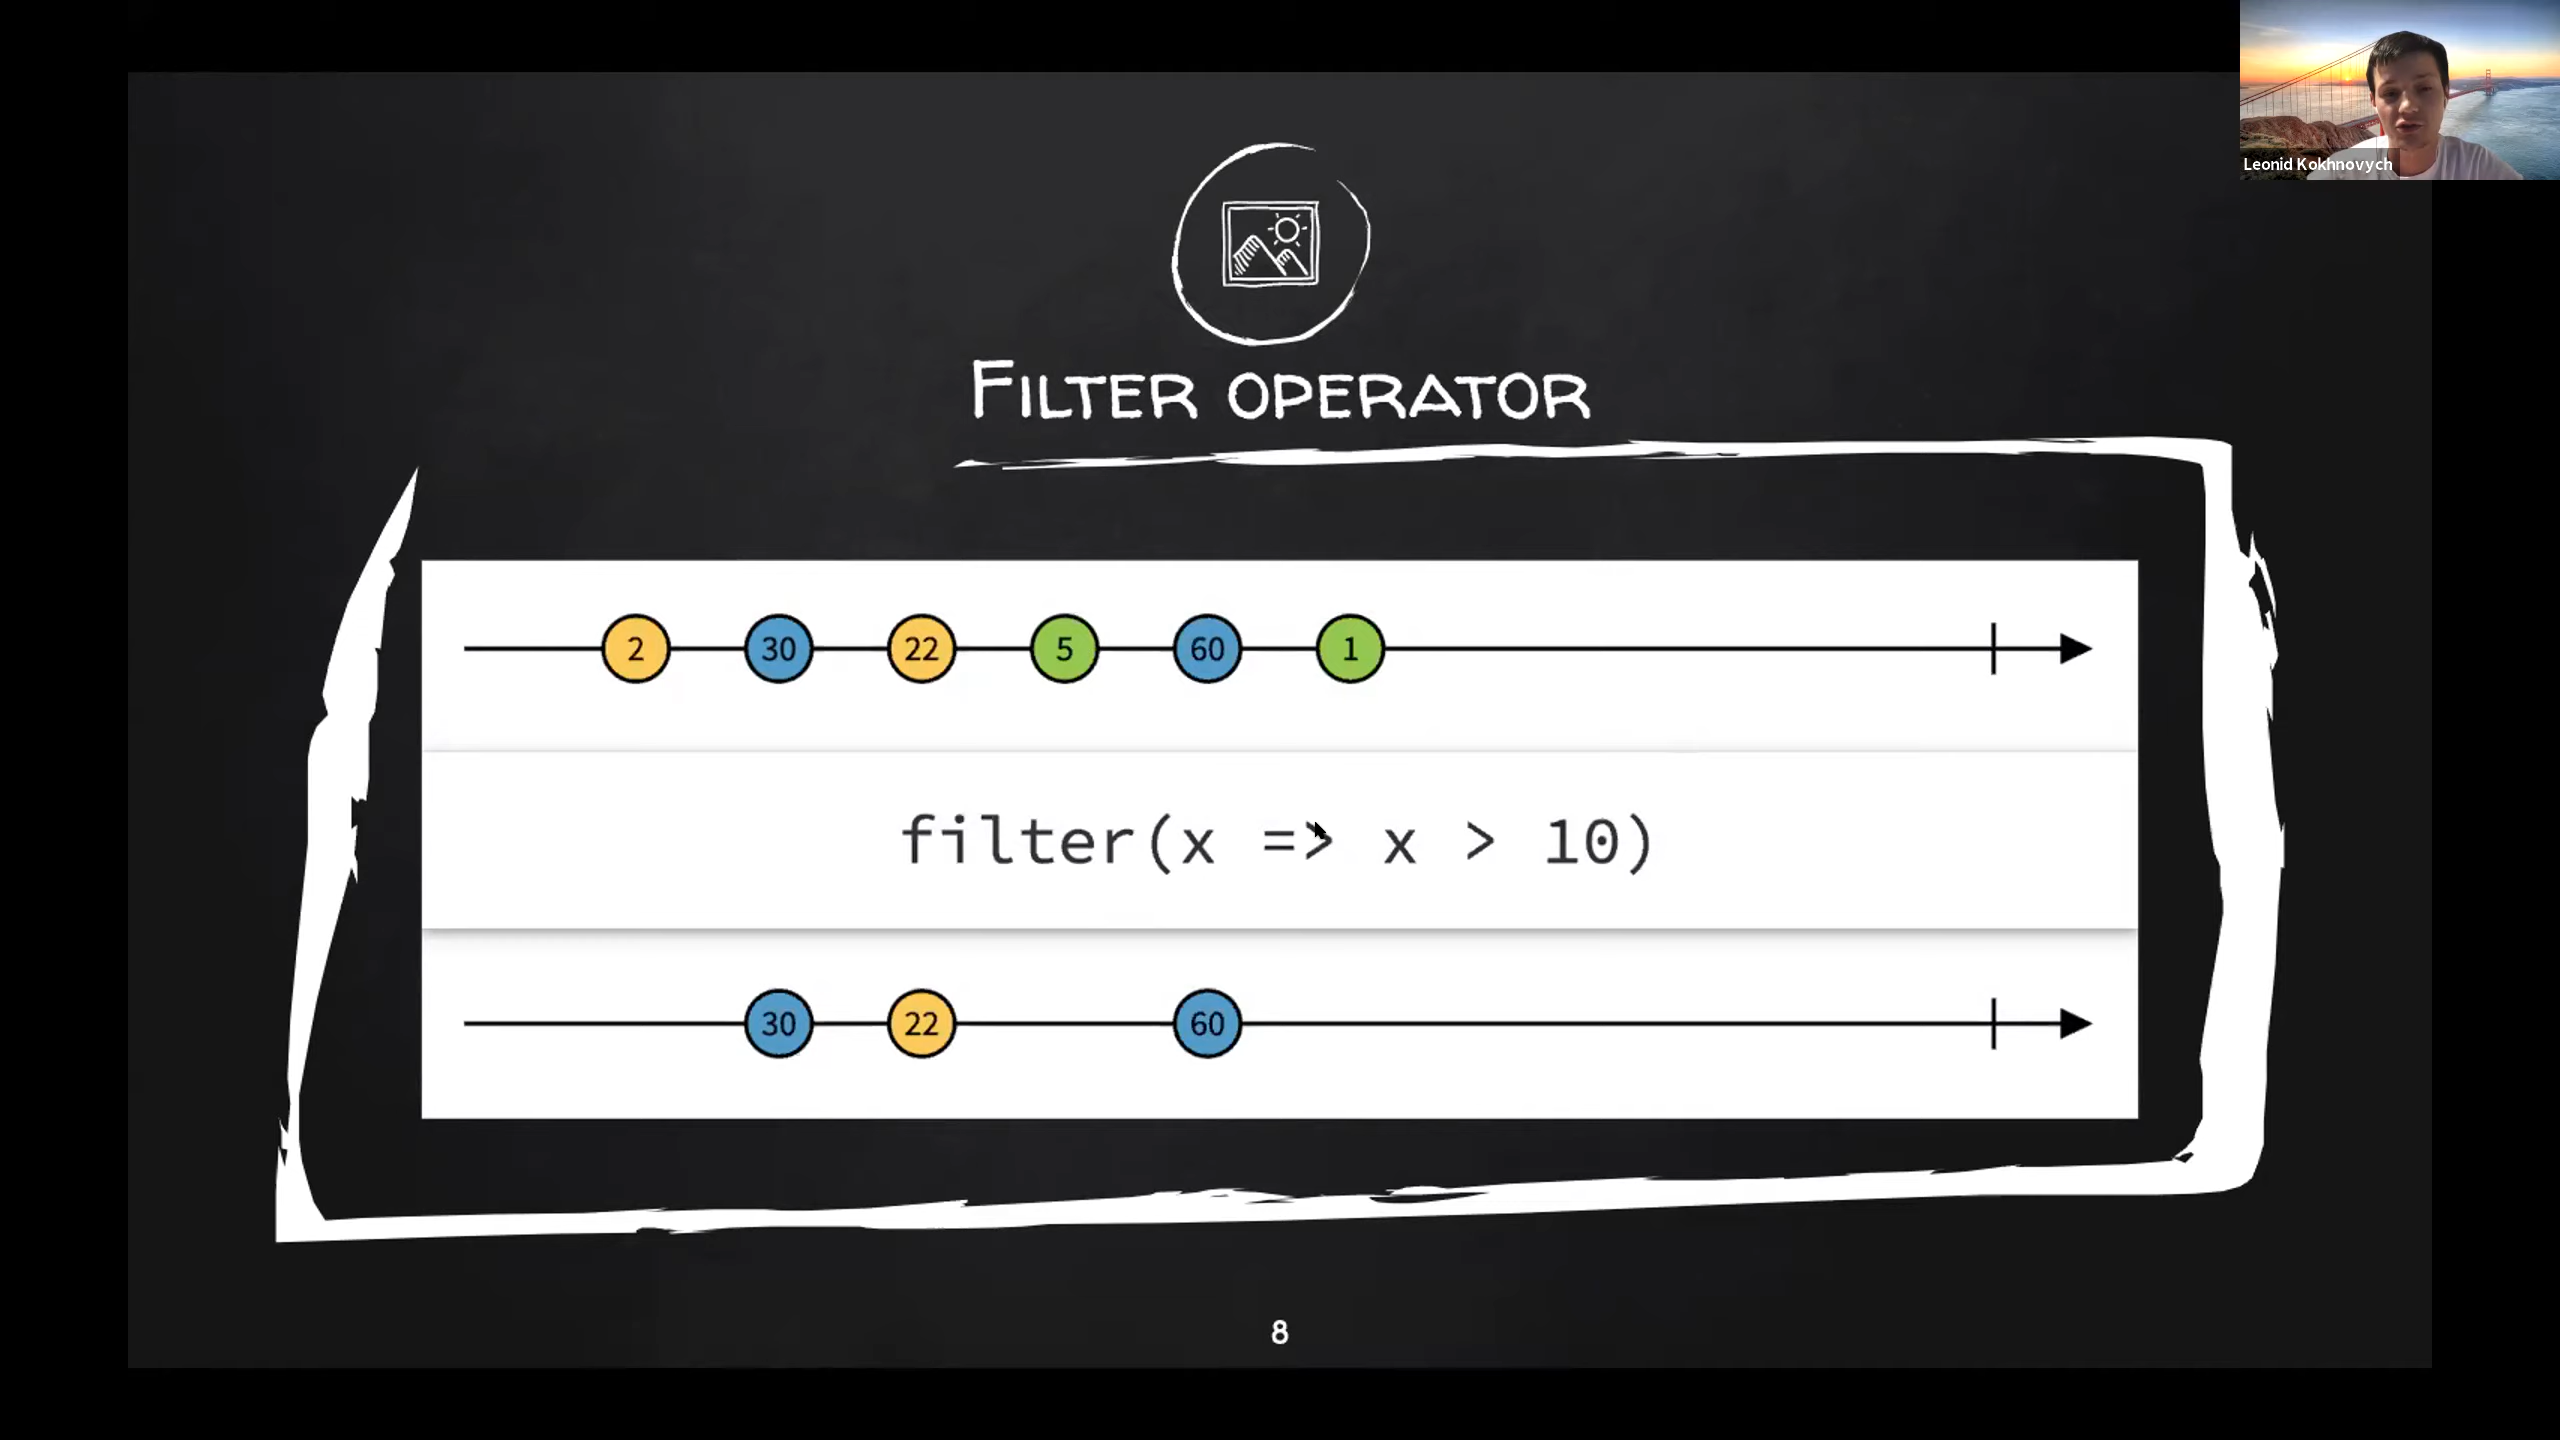 Leonid Kokhnovych
Filter operator
2 30 22 5 60 1
filter(x => x > 10)
30 22 60
8